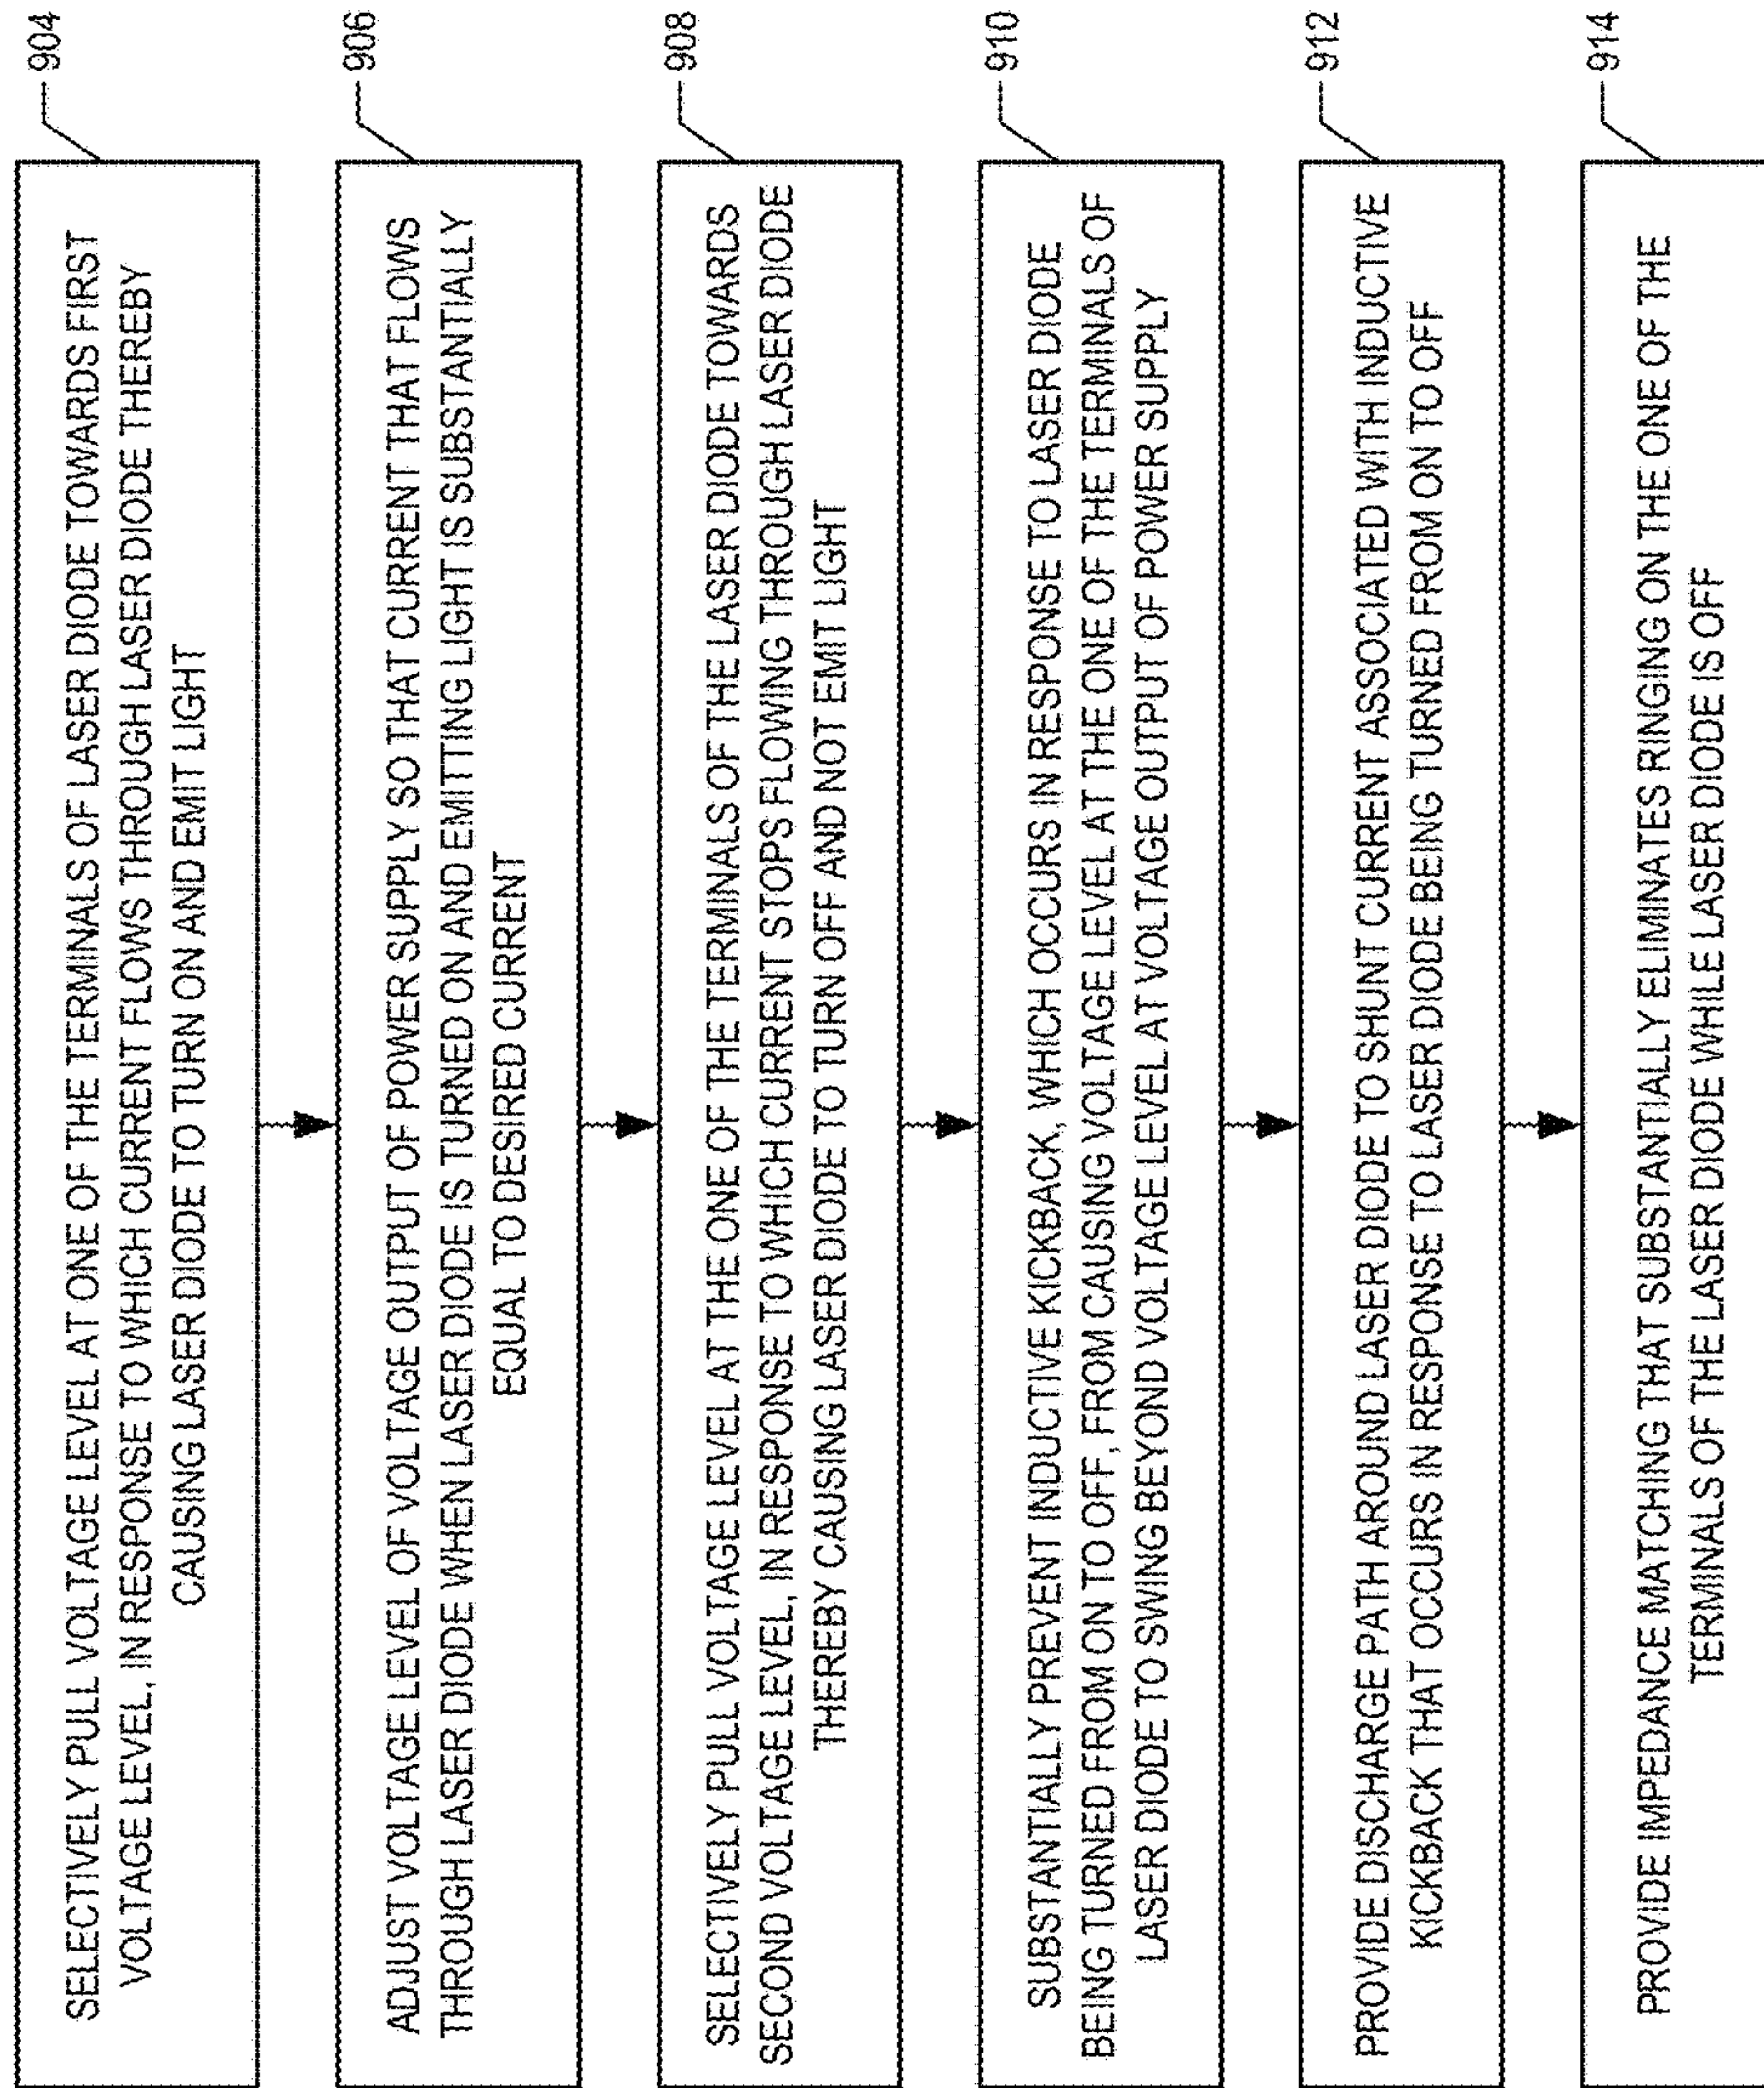 SELECTIVELY PULL VOLTAGE LEVEL AT ONE OF THE TERMINALS OF LASER DIODE TOWARDS FIRST
VOLTAGE LEVEL, IN RESPONSE TO WHICH CURRENT FLOWS THROUGH LASER DIODE THEREBY
CAUSING LASER DIODE TO TURN ON AND EMIT LIGHT
904
ADJUST VOLTAGE LEVEL OF VOLTAGE OUTPUT OF POWER SUPPLY SO THAT CURRENT THAT FLOWS
THROUGH LASER DIODE WHEN LASER DIODE IS TURNED ON AND EMITTING LIGHT IS SUBSTANTIALLY
EQUAL TO DESIRED CURRENT
906
SELECTIVELY PULL VOLTAGE LEVEL AT THE ONE OF THE TERMINALS OF THE LASER DIODE TOWARDS
SECOND VOLTAGE LEVEL, IN RESPONSE TO WHICH CURRENT STOPS FLOWING THROUGH LASER DIODE
THEREBY CAUSING LASER DIODE TO TURN OFF AND NOT EMIT LIGHT
908
SUBSTANTIALLY PREVENT INDUCTIVE KICKBACK, WHICH OCCURS IN RESPONSE TO LASER DIODE
BEING TURNED FROM ON TO OFF, FROM CAUSING VOLTAGE LEVEL AT THE ONE OF THE TERMINALS OF
LASER DIODE TO SWING BEYOND VOLTAGE LEVEL AT VOLTAGE OUTPUT OF POWER SUPPLY
910
PROVIDE DISCHARGE PATH AROUND LASER DIODE TO SHUNT CURRENT ASSOCIATED WITH INDUCTIVE
KICKBACK THAT OCCURS IN RESPONSE TO LASER DIODE BEING TURNED FROM ON TO OFF
912
PROVIDE IMPEDANCE MATCHING THAT SUBSTANTIALLY ELIMINATES RINGING ON THE ONE OF THE
TERMINALS OF THE LASER DIODE WHILE LASER DIODE IS OFF
914